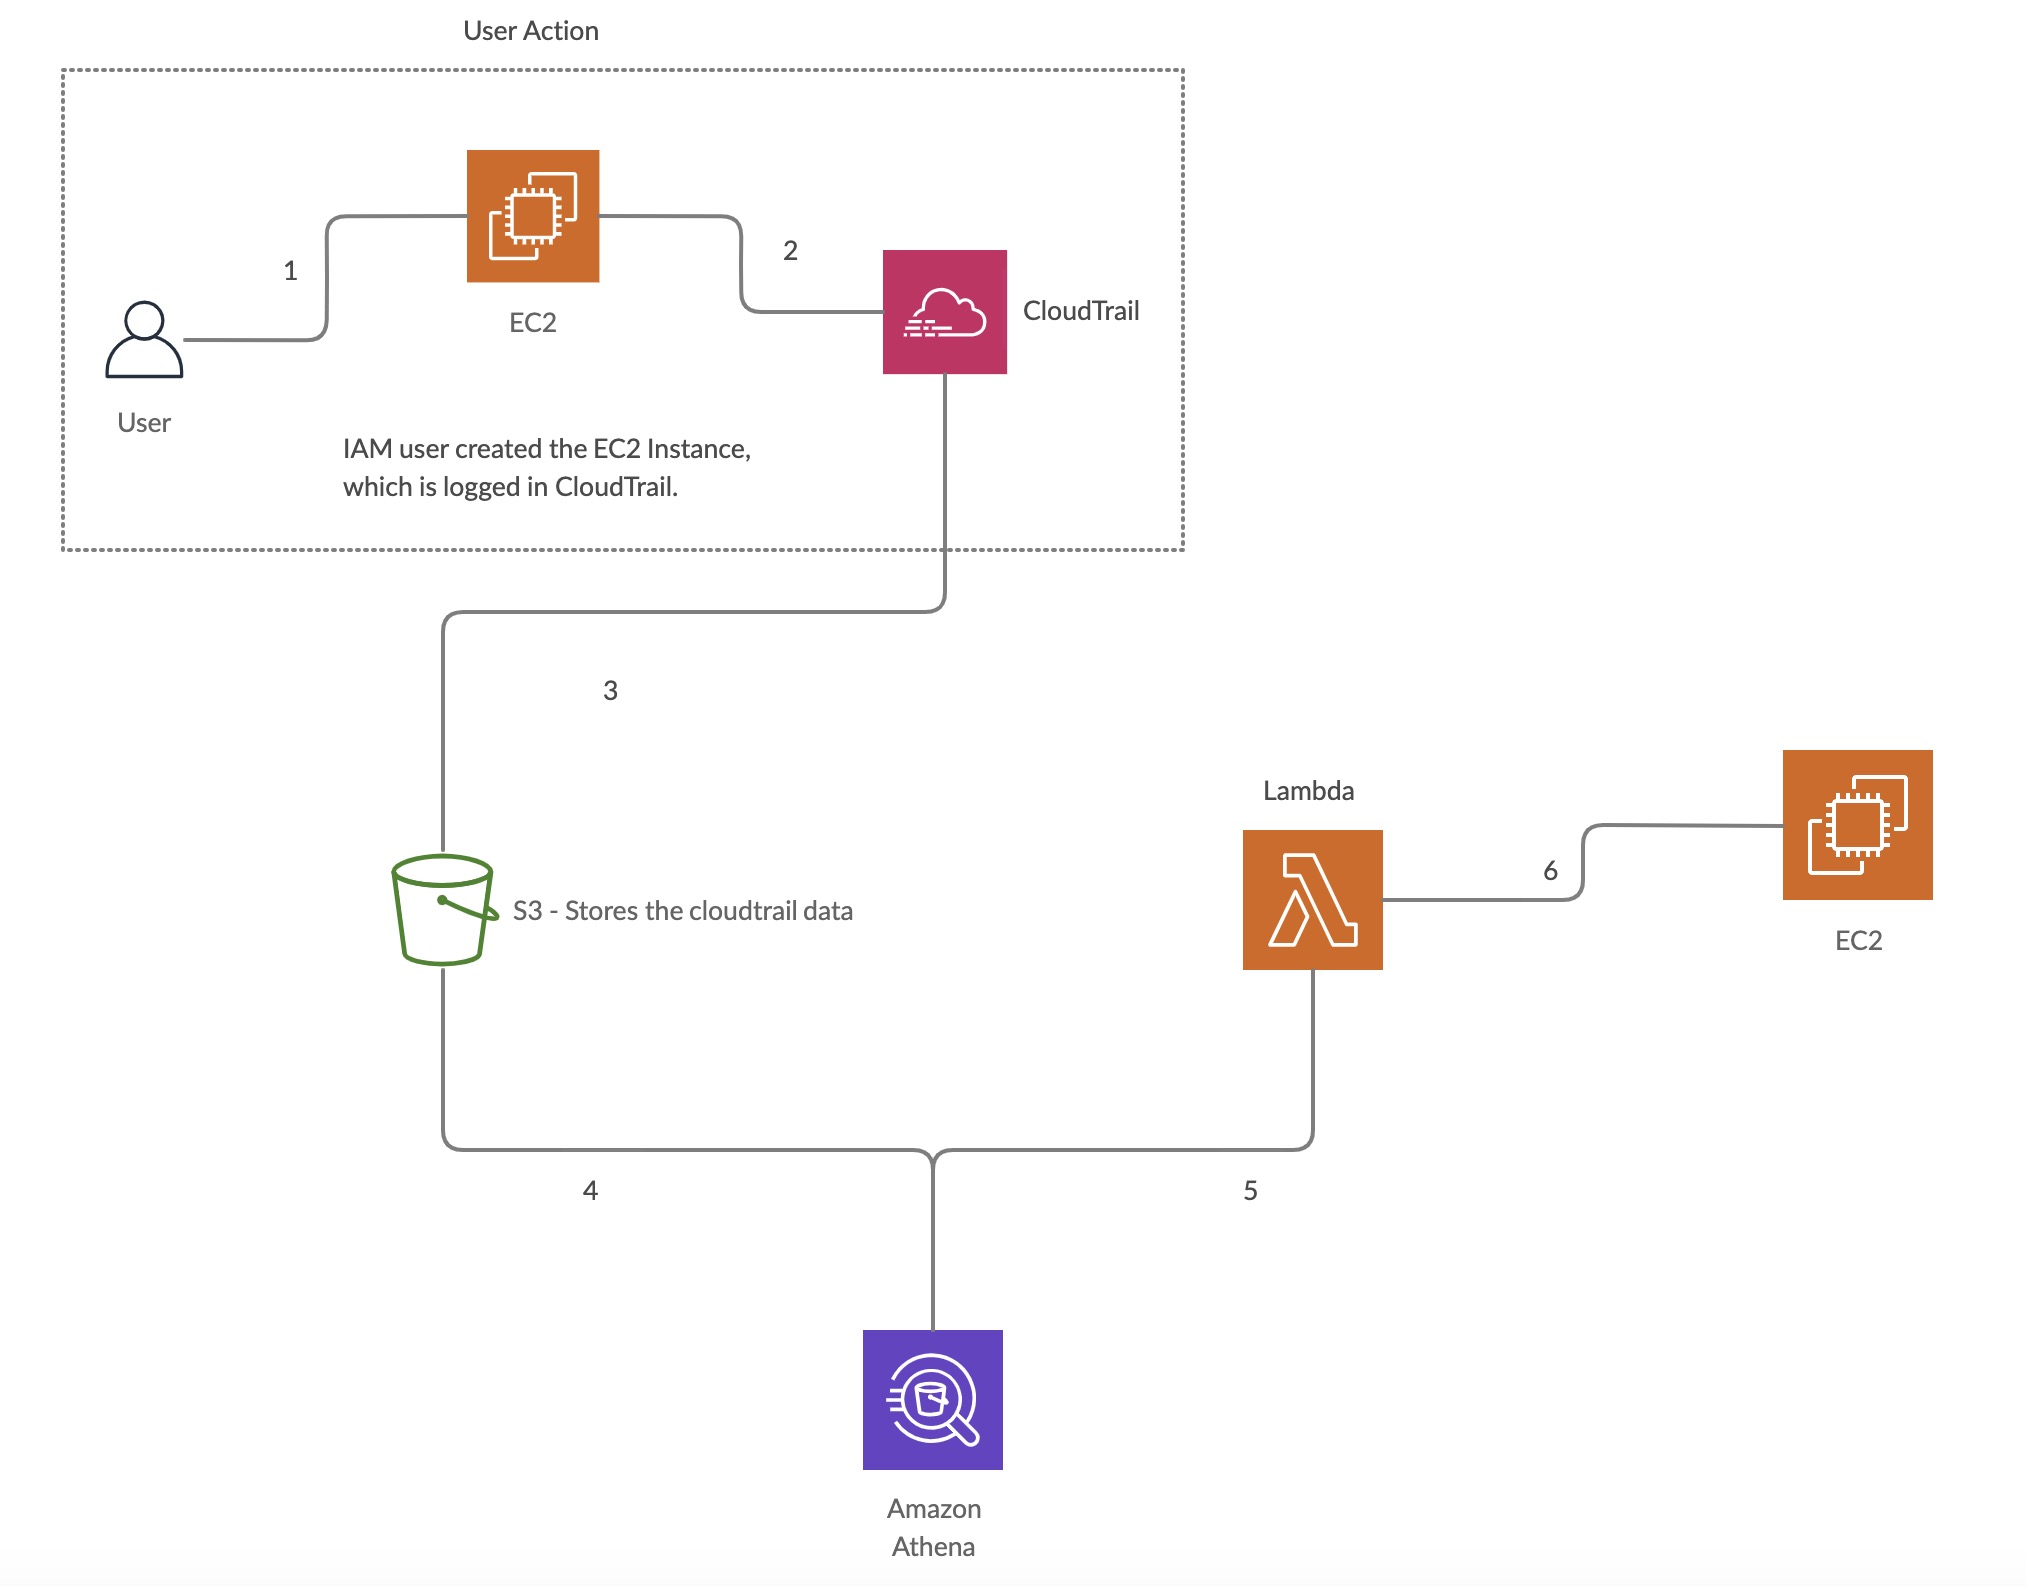 User Action
1
2
EC2
CloudTrail
User
IAM user created the EC2 Instance,
which is logged in CloudTrail.
3
Lambda
6
S3 - Stores the cloudtrail data
EC2
4
5
Amazon
Athena